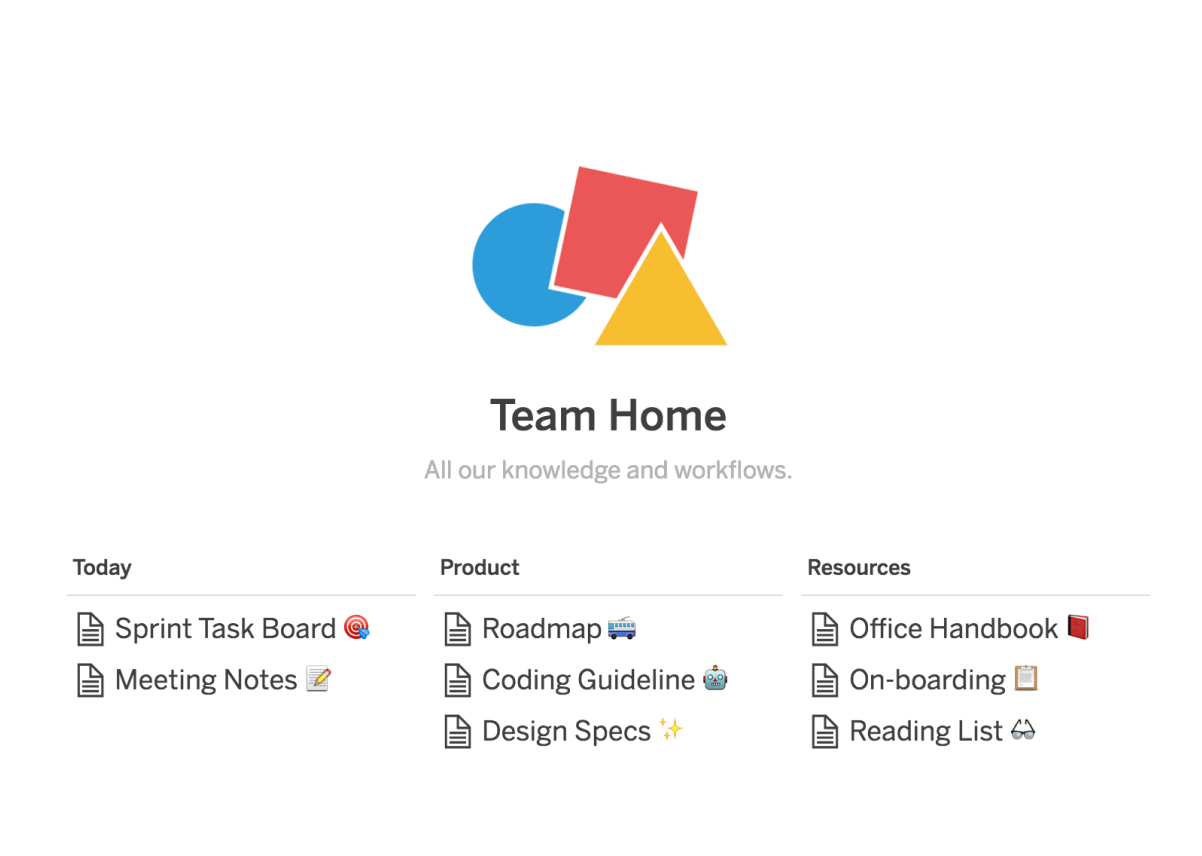 Team Home
All our knowledge and workflows.
Today
Sprint Task Board 🎯
Meeting Notes 📝
Product
Roadmap 🚎
Coding Guideline 🤖
Design Specs ✨
Resources
Office Handbook 📕
On-boarding 📋
Reading List 👓